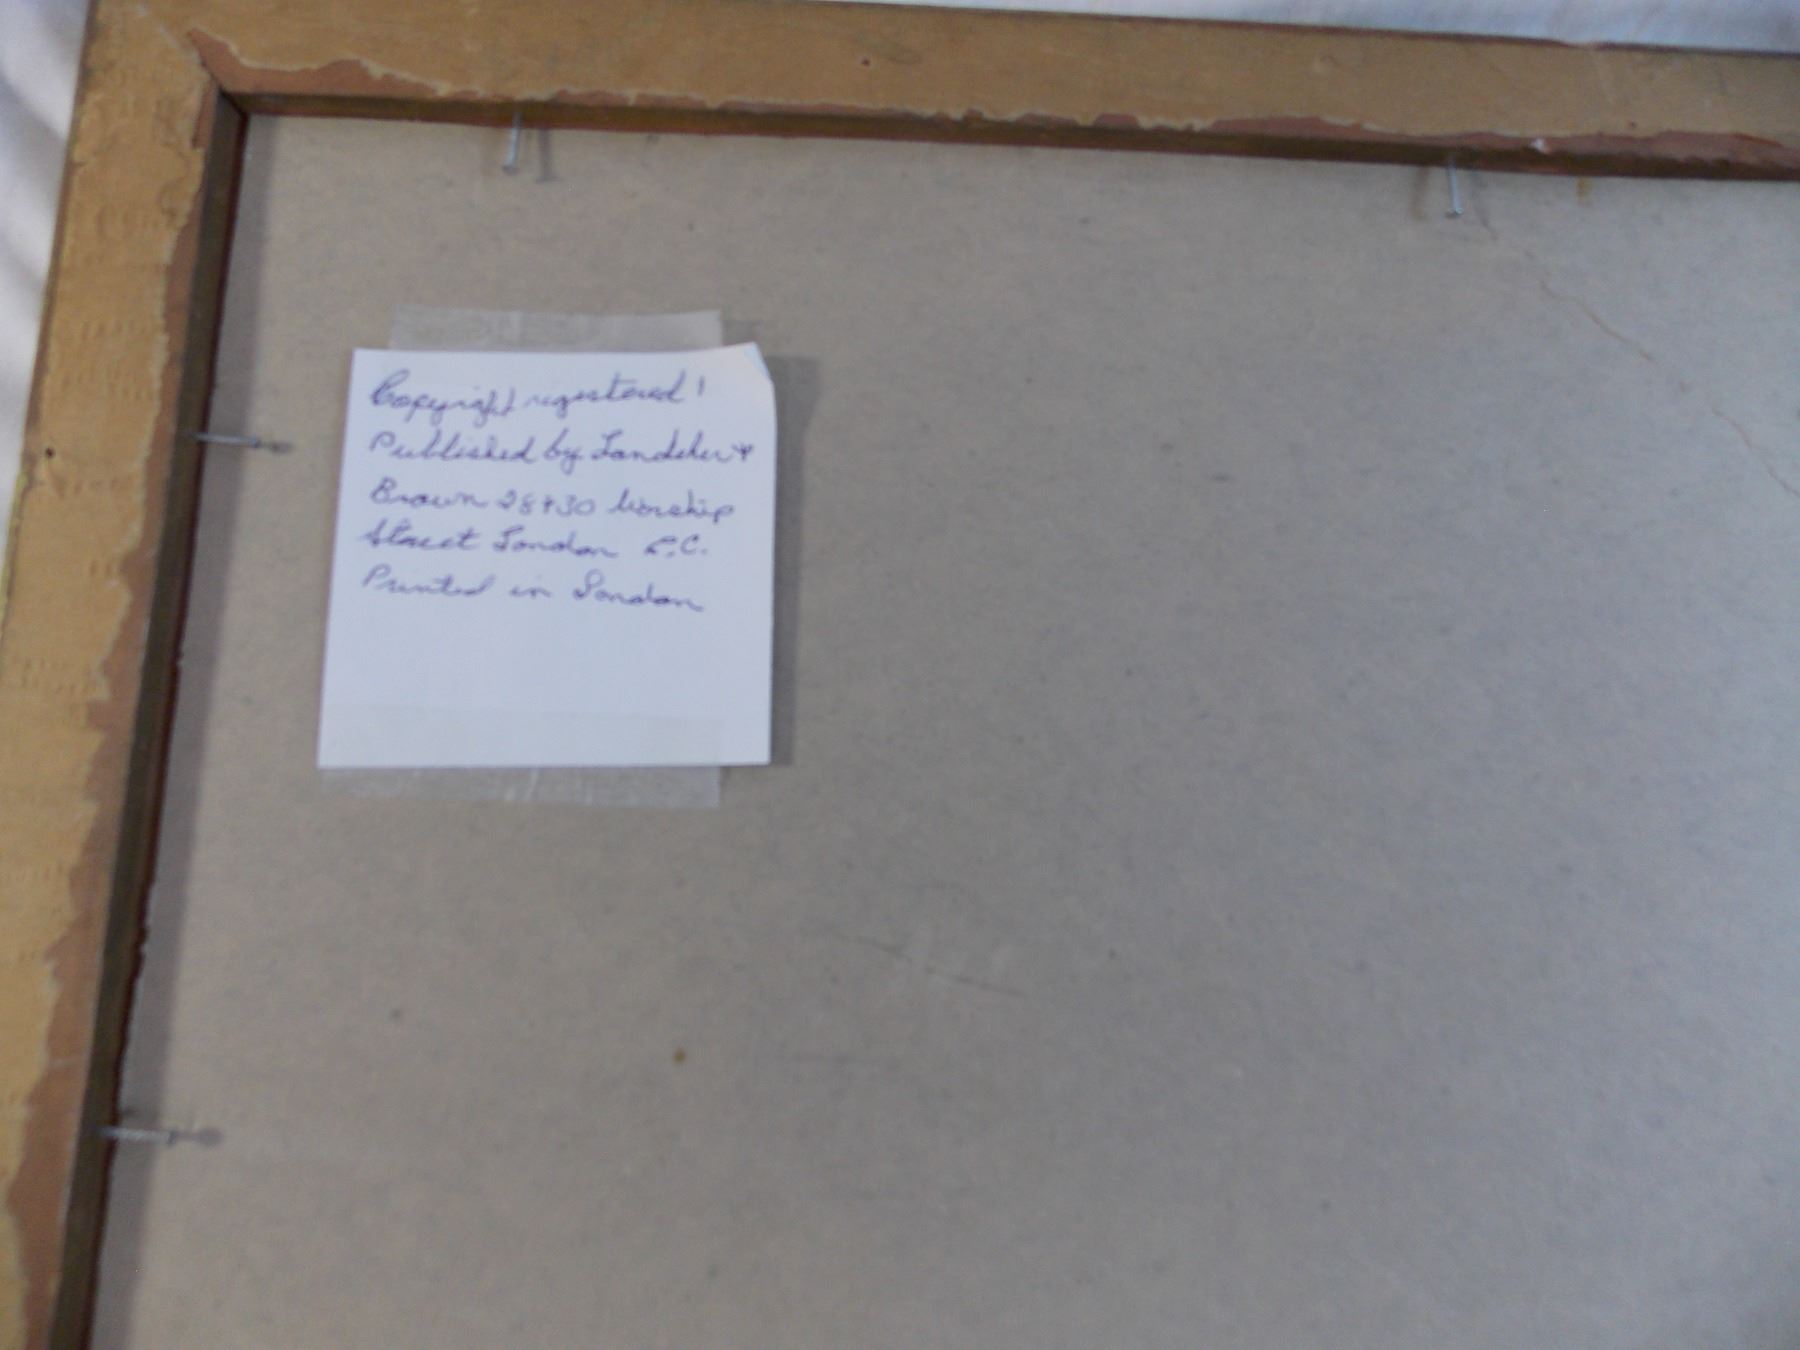 Copyright registered!
Published by Landeker +
Brown 28+30 Worship
Street London E.C.
Printed in London